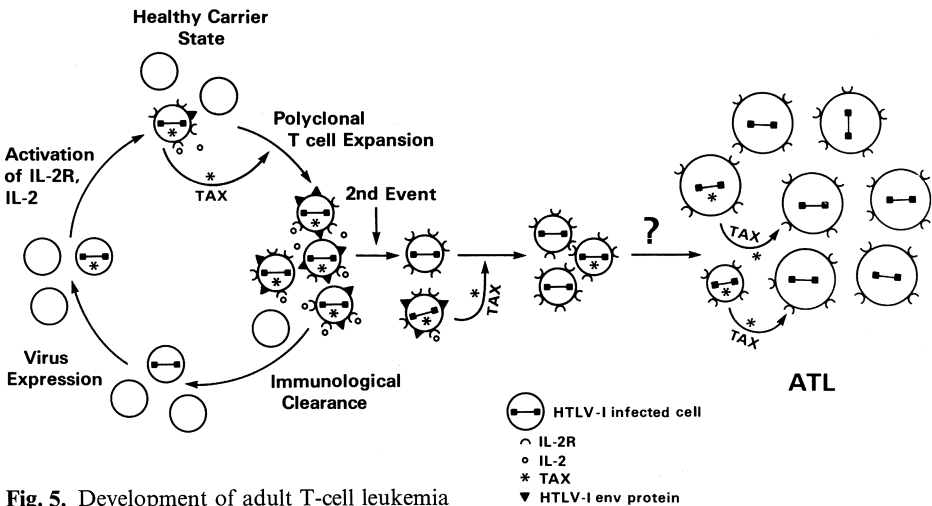 Healthy Carrier
State
Polyclonal
T cell Expansion
Activation
of IL-2R,
IL-2
*
TAX
2nd Event
*
TAX
?
TAX
*
*
TAX
Virus
Expression
Immunological
Clearance
ATL
HTLV-I infected cell
IL-2R
IL-2
* TAX
HTLV-I env protein
Fig. 5. Development of adult T-cell leukemia